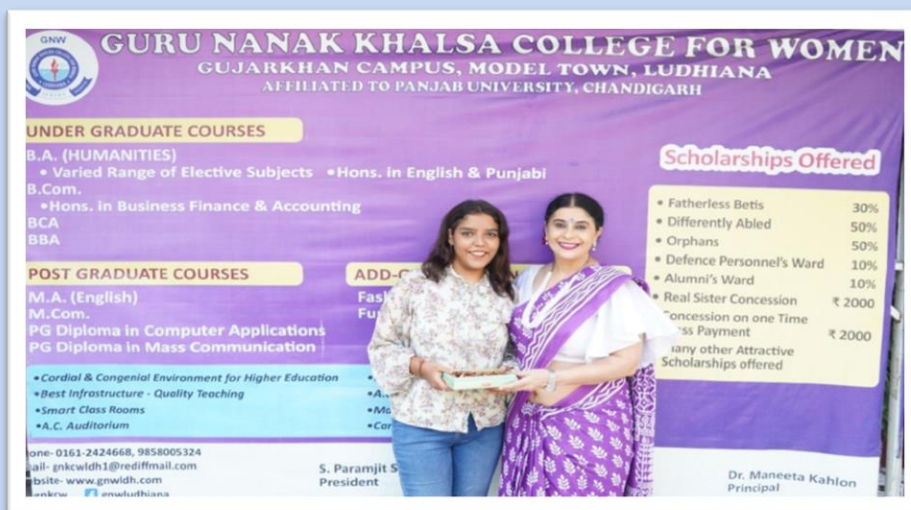 GNW
GURU NANAK KHALSA COLLEGE FOR WOMEN
GUJARKHAN CAMPUS, MODEL TOWN, LUDHIANA
AFFILIATED TO PANJAB UNIVERSITY, CHANDIGARH
UNDER GRADUATE COURSES
B.A. (HUMANITIES)
• Varied Range of Elective Subjects •Hons. in English & Punjabi
B.Com.
•Hons. in Business Finance & Accounting
BCA
BBA
POST GRADUATE COURSES
M.A. (English)
M.Com.
PG Diploma in Computer Applications
PG Diploma in Mass Communication
•Cordial & Congenial Environment for Higher Education
•Best Infrastructure - Quality Teaching
•Smart Class Rooms
•A.C. Auditorium
0161-2424668, 9858005324
gnkcwldh1@rediffmail.com
www.gnwldh.com
gnkcw gnwludhiana
S. Paramjit
President
Scholarships Offered
• Fatherless Betis 30%
• Differently Abled 50%
• Orphans 50%
• Defence Personnel's Ward 10%
• Alumni's Ward 10%
• Real Sister Concession ₹ 2000
Concession on one Time
Payment ₹ 2000
any other Attractive
Scholarships offered
Dr. Maneeta Kahlon
Principal